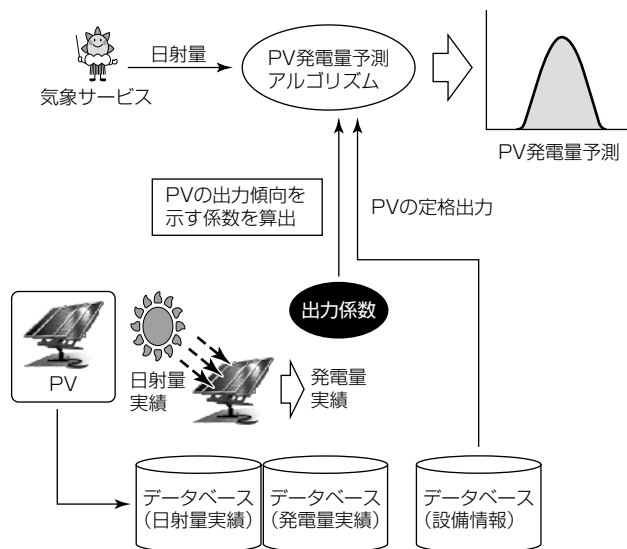 日射量
気象サービス
PV発電量予測
アルゴリズム
PV発電量予測
PVの出力傾向を
示す係数を算出
PVの定格出力
出力係数
PV
日射量
実績
発電量
実績
データベース
(日射量実績)
データベース
(発電量実績)
データベース
(設備情報)